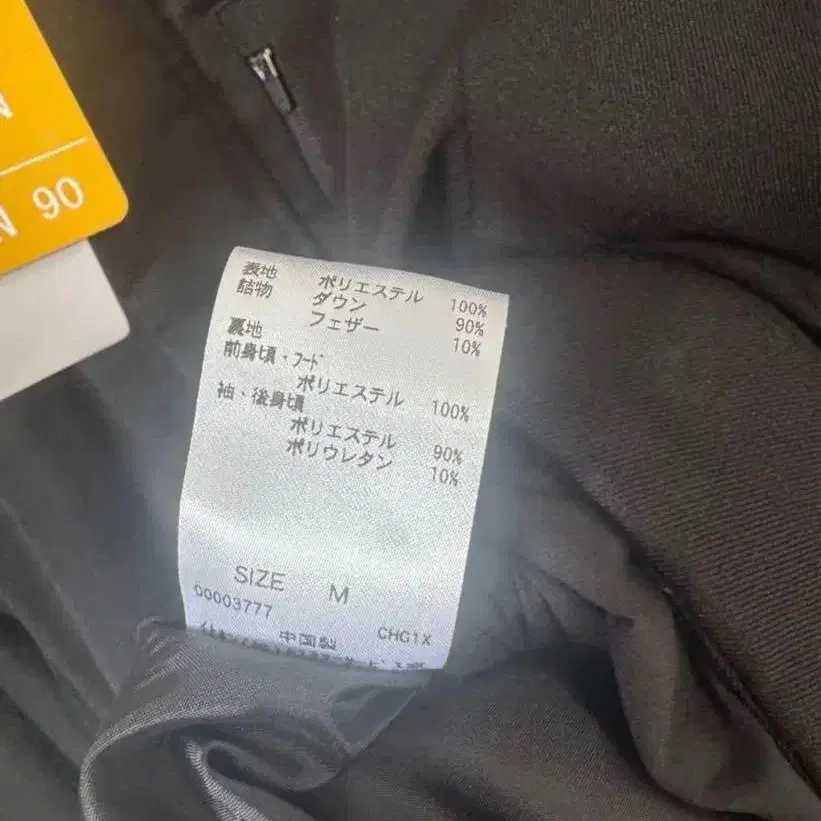 N 90
表地 ポリエステル 100%
詰物 ダウン 90%
フェザー 10%
裏地
前身頃・フード
ポリエステル 100%
袖・後身頃
ポリエステル 90%
ポリウレタン 10%
SIZE M
00003777
中国製 CHG1X